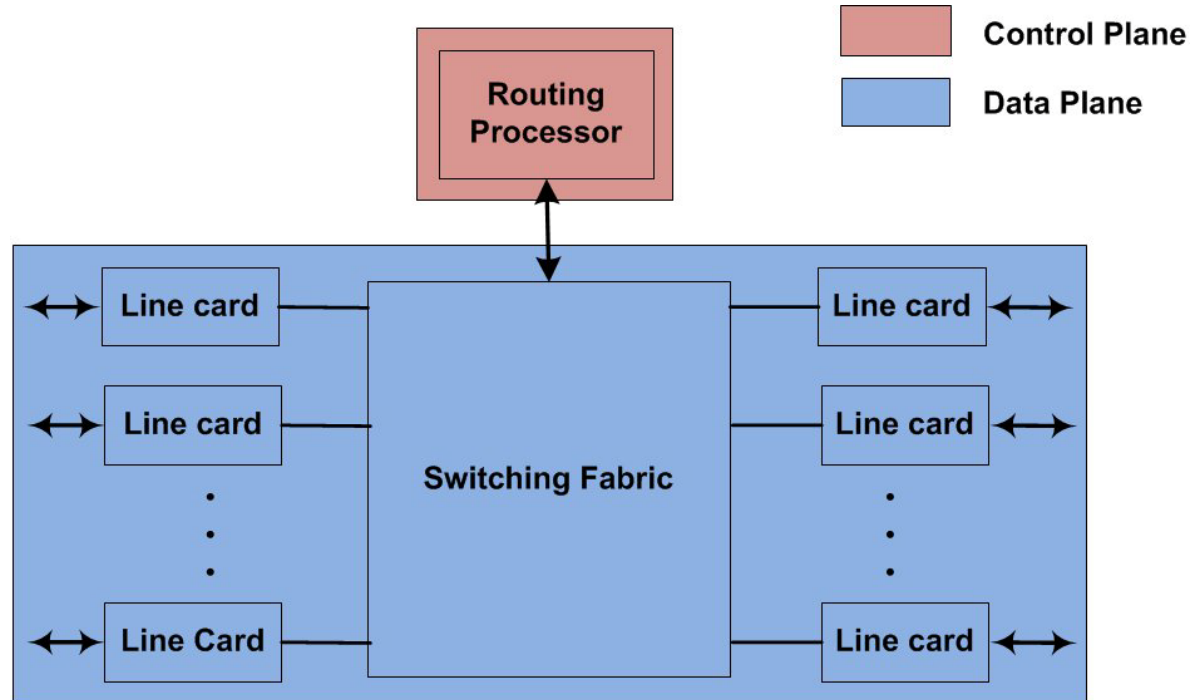 Control Plane
Routing
Processor
Data Plane
Line card
Line card
Line card
Line card
Switching Fabric
Line Card
Line card